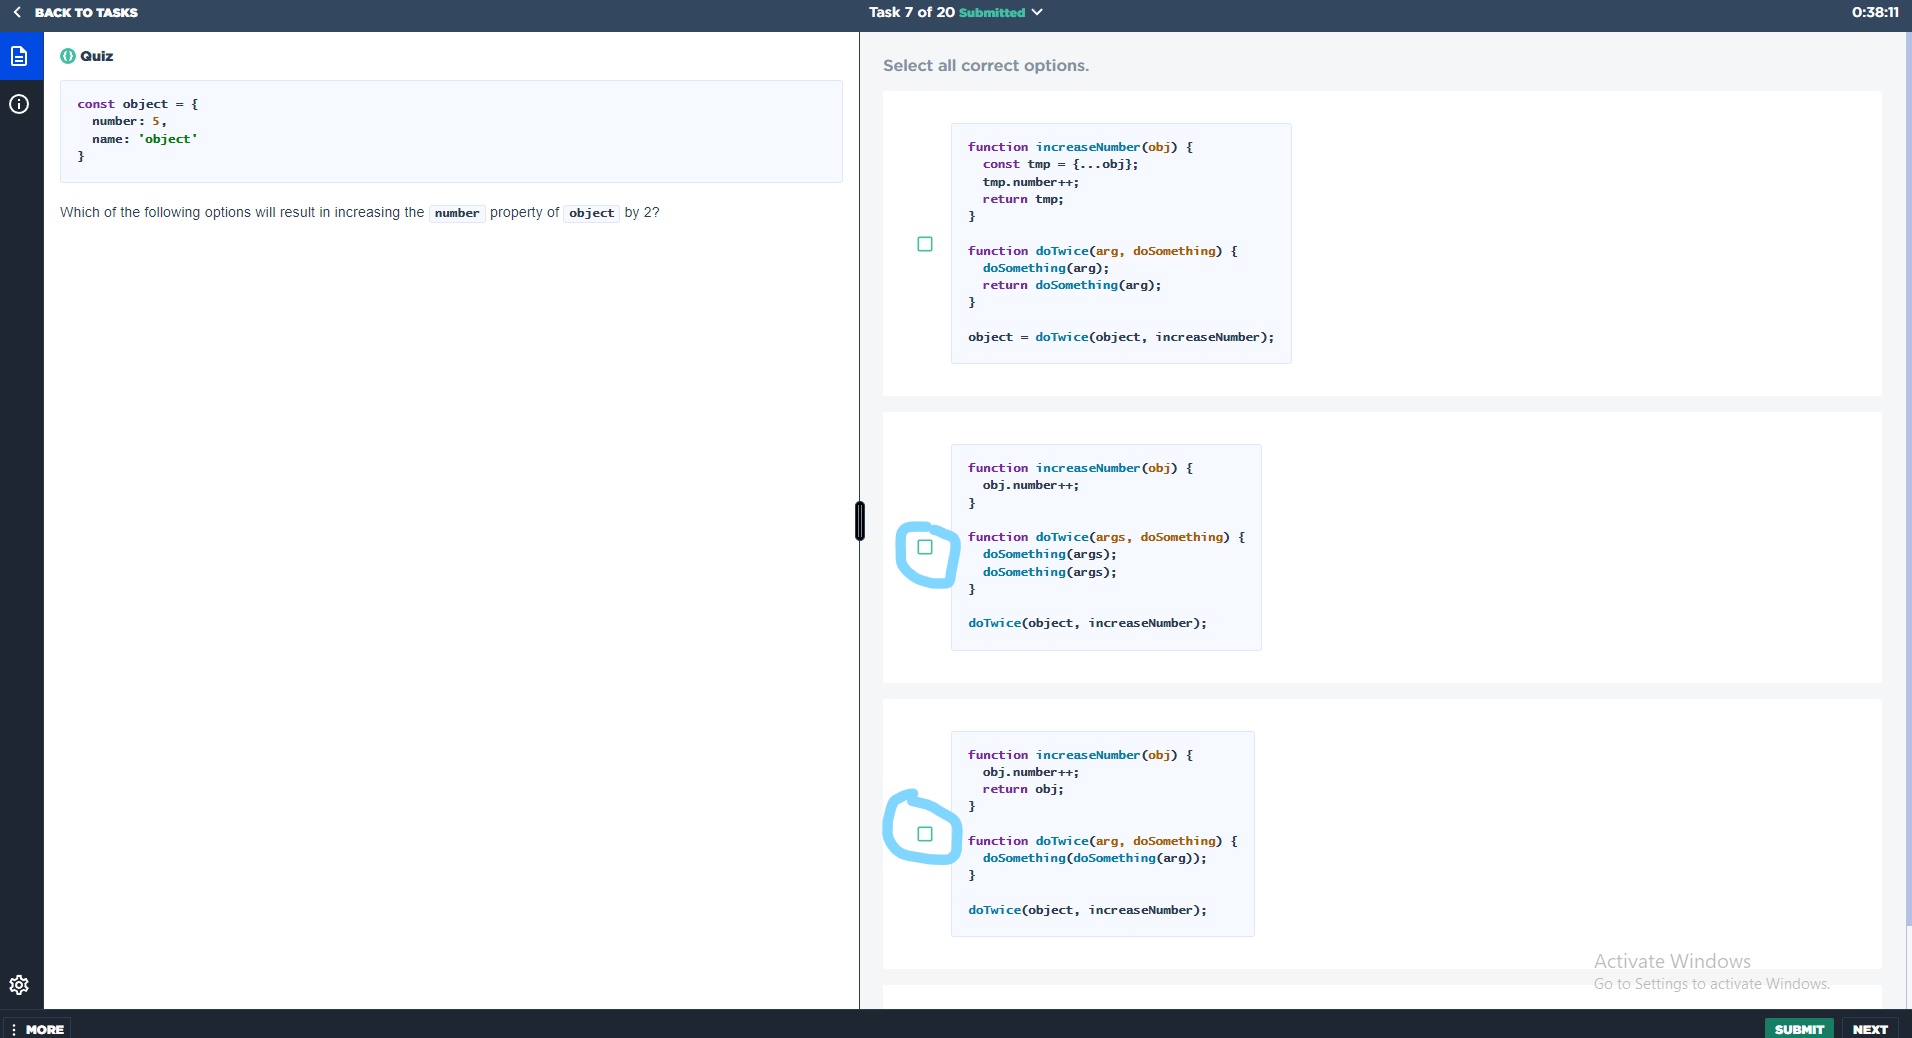 BACK TO TASKS
Task 7 of 20 Submitted
0:38:11
Quiz
const object = {
  number: 5,
  name: 'object'
}
Which of the following options will result in increasing the number property of object by 2?
Select all correct options.
function increaseNumber(obj) {
  const tmp = {...obj};
  tmp.number++;
  return tmp;
}
function doTwice(arg, doSomething) {
  doSomething(arg);
  return doSomething(arg);
}
object = doTwice(object, increaseNumber);
function increaseNumber(obj) {
  obj.number++;
}
function doTwice(args, doSomething) {
  doSomething(args);
  doSomething(args);
}
doTwice(object, increaseNumber);
function increaseNumber(obj) {
  obj.number++;
  return obj;
}
function doTwice(arg, doSomething) {
  doSomething(doSomething(arg));
}
doTwice(object, increaseNumber);
Activate Windows
Go to Settings to activate Windows.
MORE
SUBMIT
NEXT